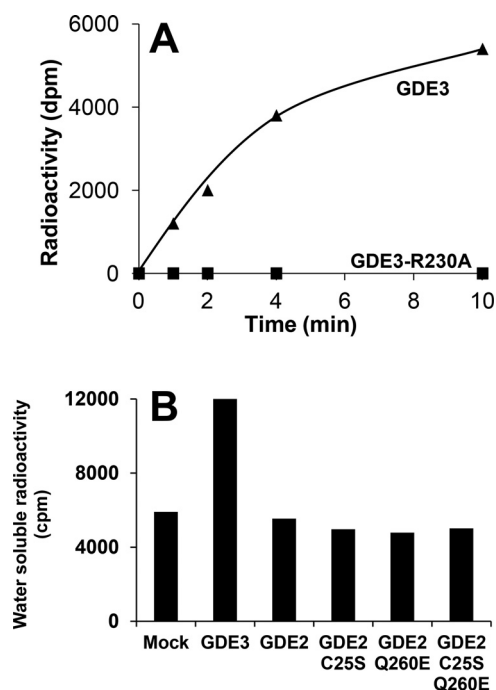 A
6000
4000
2000
0
Radioactivity (dpm)
GDE3
GDE3-R230A
0 2 4 6 8 10
Time (min)
B
12000
8000
4000
0
Water soluble radioactivity
(cpm)
Mock GDE3 GDE2 GDE2 GDE2 GDE2
C25S Q260E C25S
Q260E